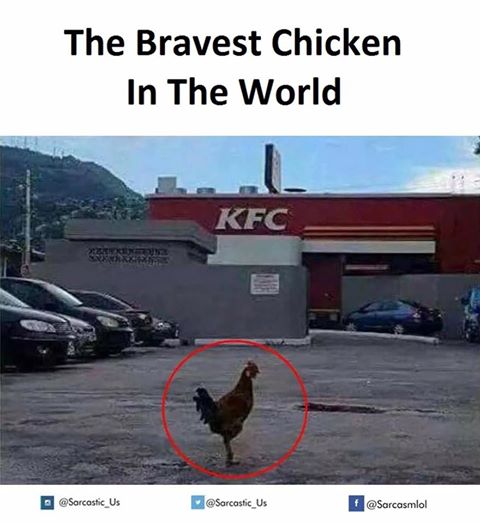 The Bravest Chicken
In The World
KFC
@Sarcastic_Us @Sarcastic_Us @Sarcasmlol